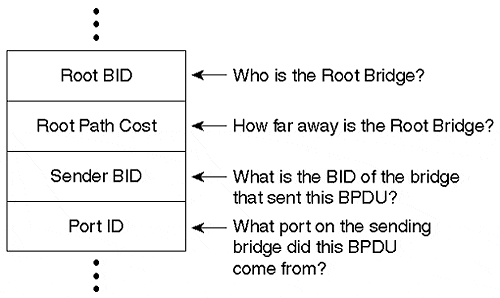 Root BID
Who is the Root Bridge?
Root Path Cost
How far away is the Root Bridge?
Sender BID
What is the BID of the bridge
that sent this BPDU?
Port ID
What port on the sending
bridge did this BPDU
come from?